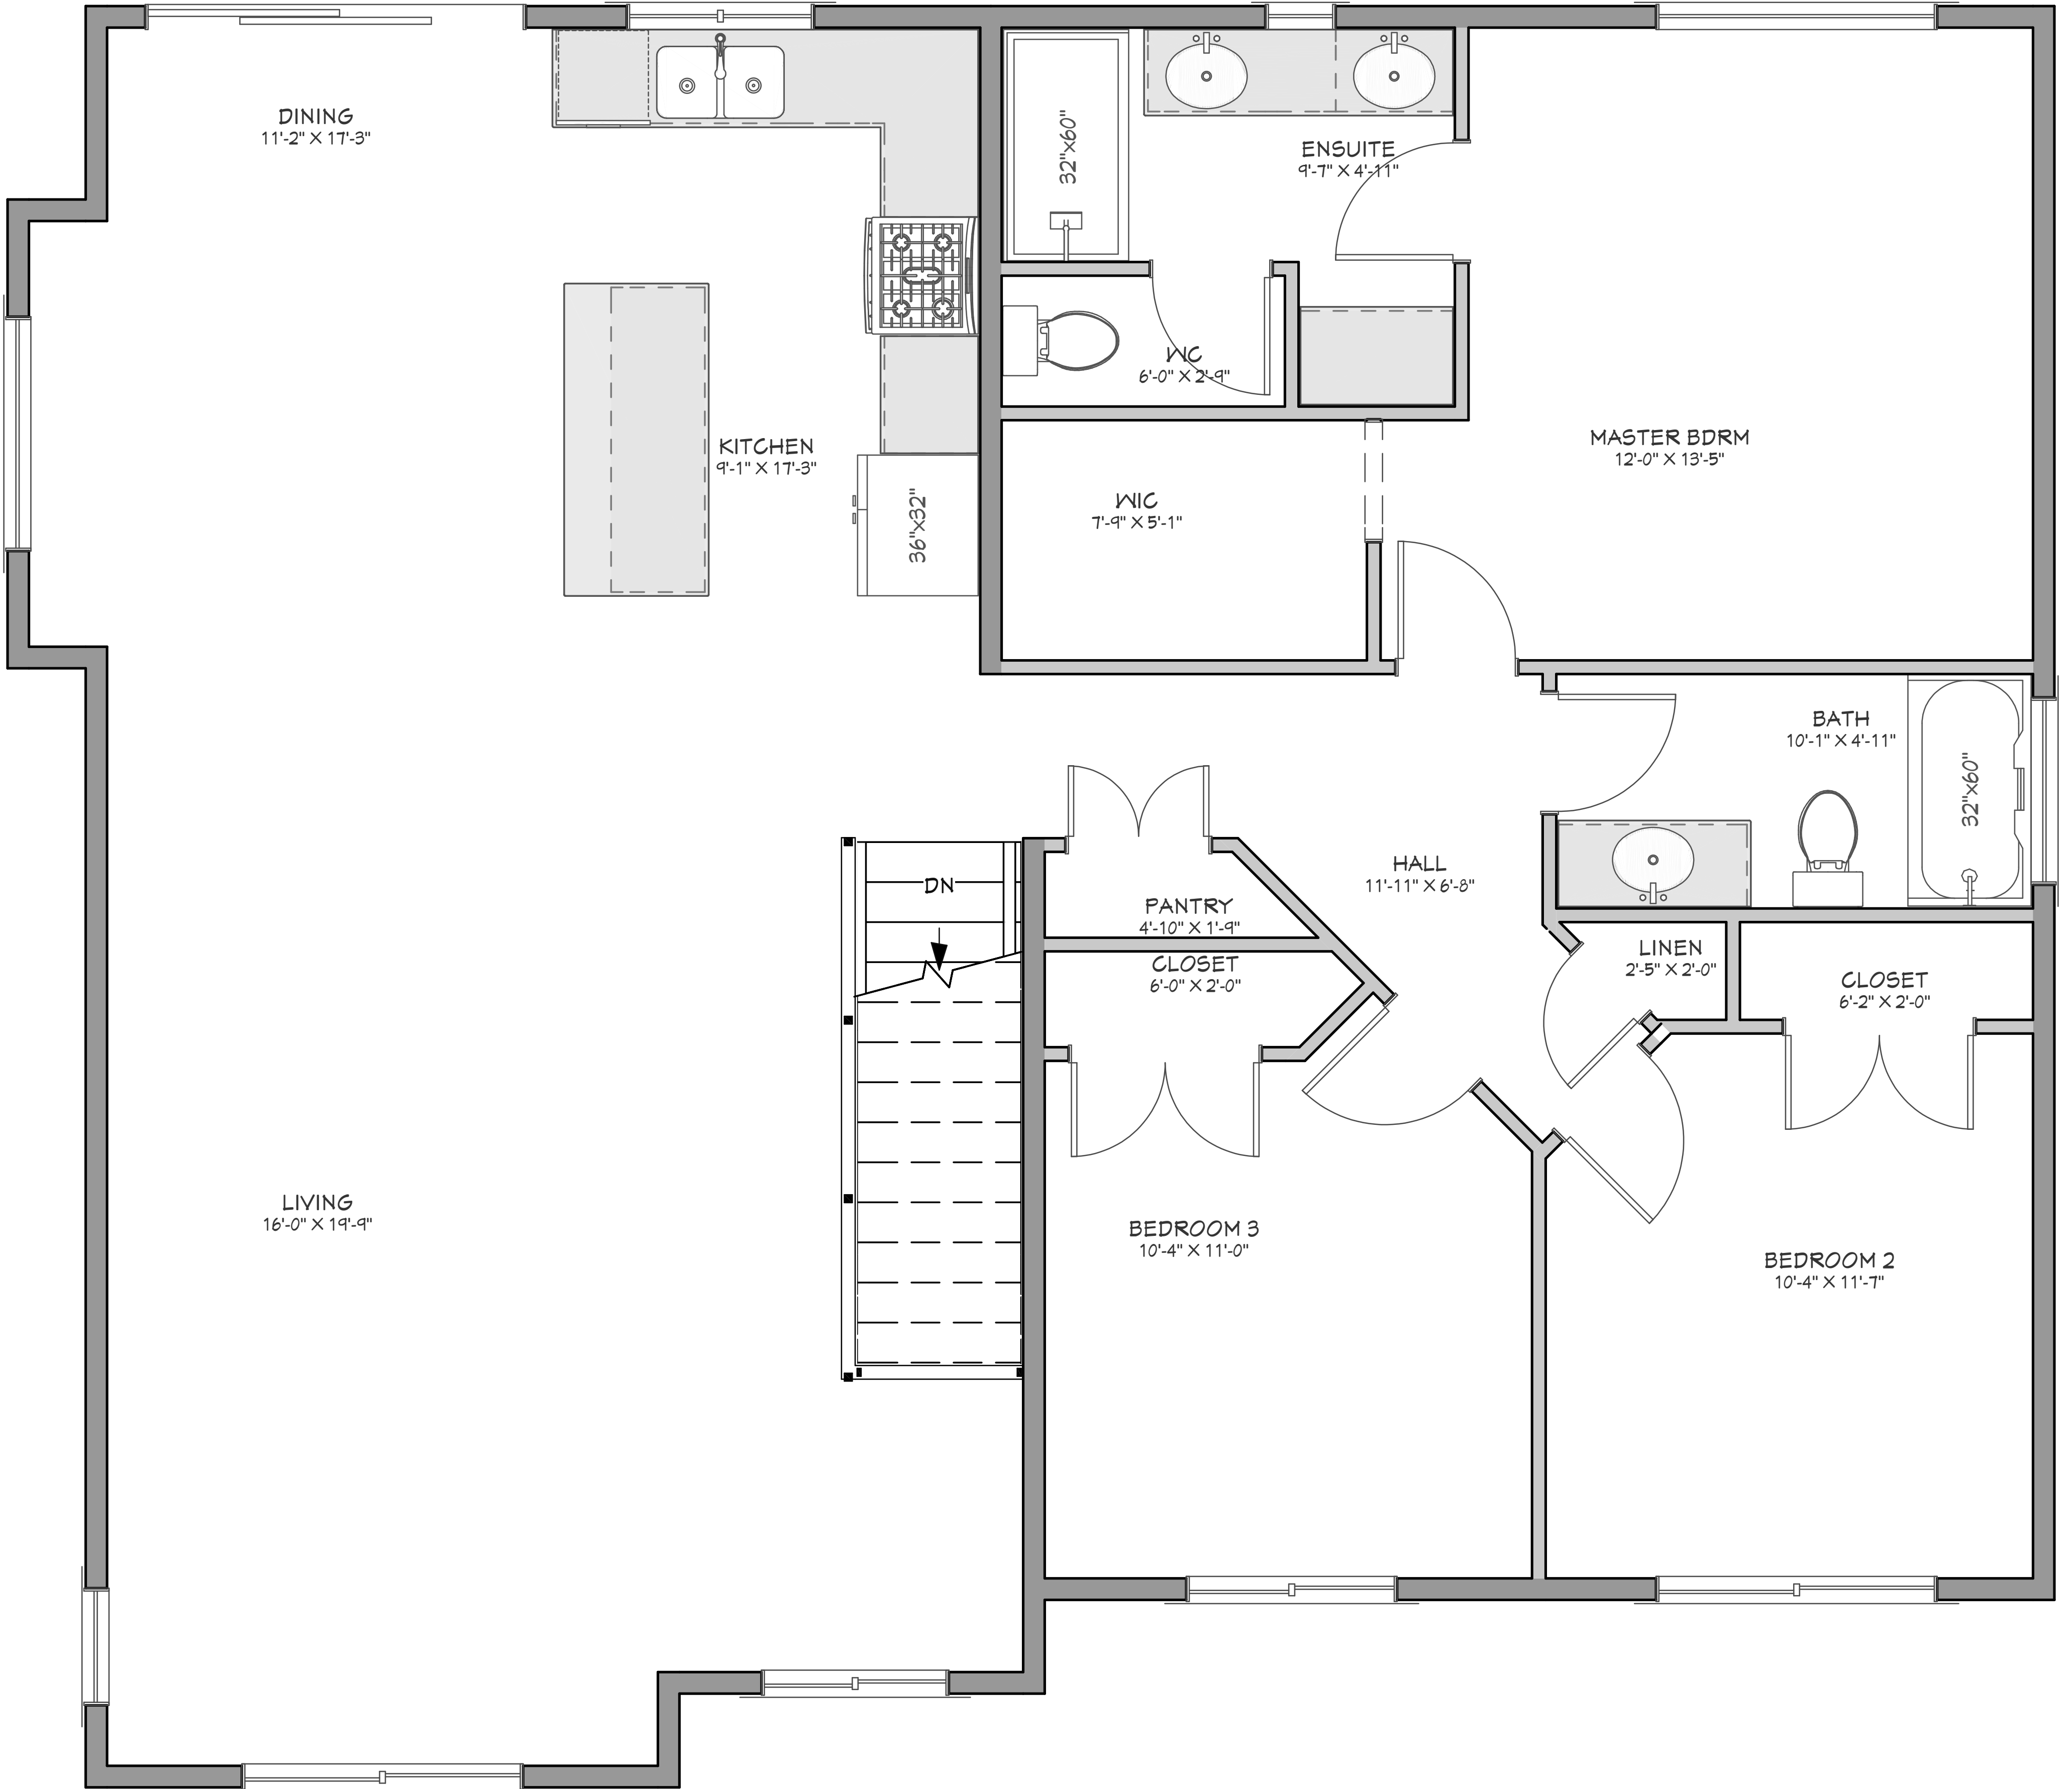 DINING
11'-2" X 17'-3"
32"x60"
ENSUITE
9'-7" X 4'-11"
WC
6'-0" X 2'-9"
KITCHEN
9'-1" X 17'-3"
36"x32"
WIC
7'-9" X 5'-1"
MASTER BDRM
12'-0" X 13'-5"
BATH
10'-1" X 4'-11"
32"x60"
HALL
11'-11" X 6'-8"
DN
PANTRY
4'-10" X 1'-9"
CLOSET
6'-0" X 2'-0"
LINEN
2'-5" X 2'-0"
CLOSET
6'-2" X 2'-0"
LIVING
16'-0" X 19'-9"
BEDROOM 3
10'-4" X 11'-0"
BEDROOM 2
10'-4" X 11'-7"